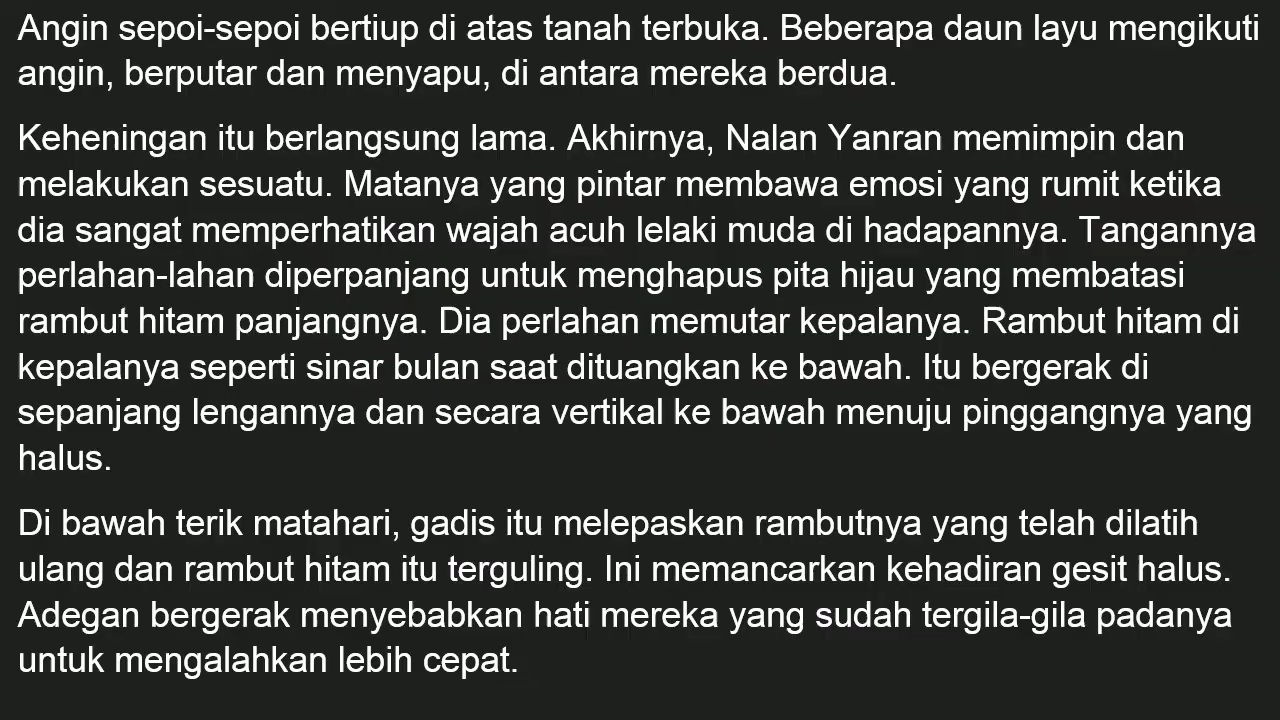 Angin sepoi-sepoi bertiup di atas tanah terbuka. Beberapa daun layu mengikuti
angin, berputar dan menyapu, di antara mereka berdua.
Keheningan itu berlangsung lama. Akhirnya, Nalan Yanran memimpin dan
melakukan sesuatu. Matanya yang pintar membawa emosi yang rumit ketika
dia sangat memperhatikan wajah acuh lelaki muda di hadapannya. Tangannya
perlahan-lahan diperpanjang untuk menghapus pita hijau yang membatasi
rambut hitam panjangnya. Dia perlahan memutar kepalanya. Rambut hitam di
kepalanya seperti sinar bulan saat dituangkan ke bawah. Itu bergerak di
sepanjang lengannya dan secara vertikal ke bawah menuju pinggangnya yang
halus.
Di bawah terik matahari, gadis itu melepaskan rambutnya yang telah dilatih
ulang dan rambut hitam itu terguling. Ini memancarkan kehadiran gesit halus.
Adegan bergerak menyebabkan hati mereka yang sudah tergila-gila padanya
untuk mengalahkan lebih cepat.